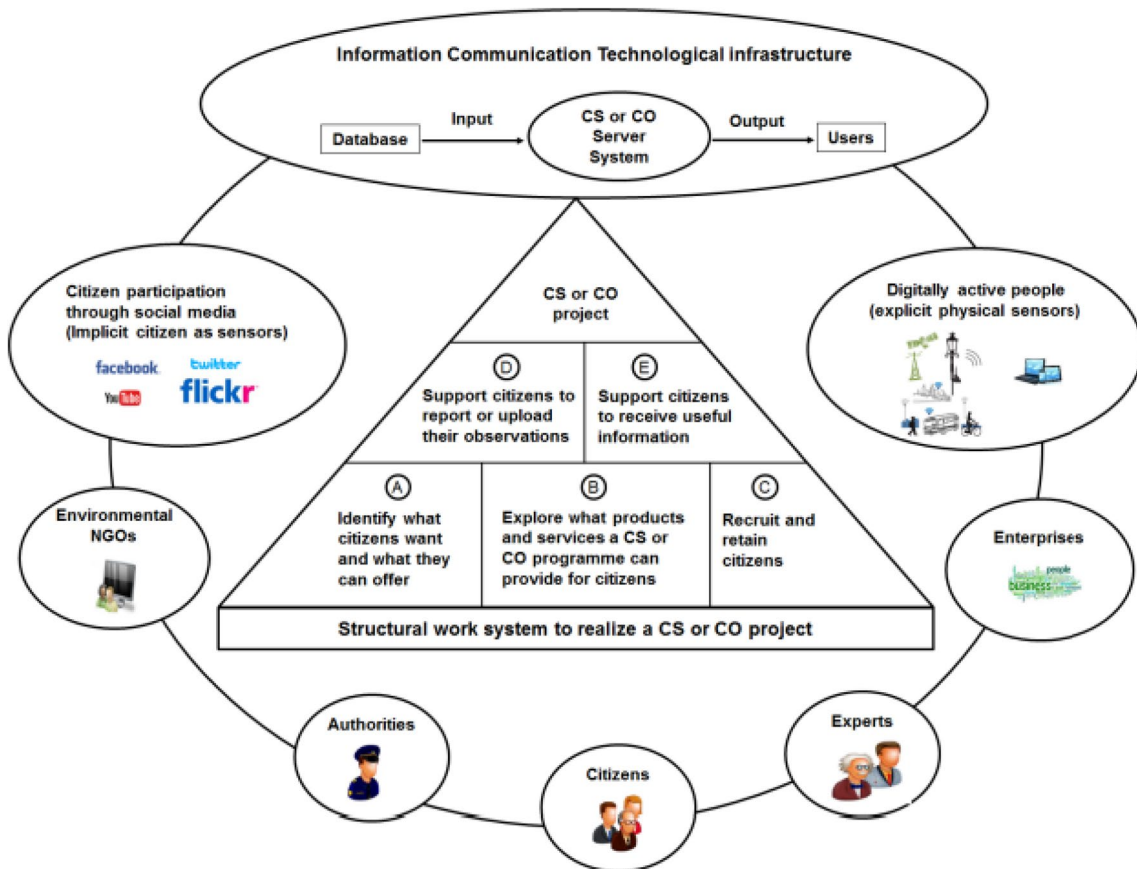 Information Communication Technological infrastructure
Database
Input
CS or CO
Server
System
Output
Users
Citizen participation
through social media
(Implicit citizen as sensors)
facebook
twitter
YouTube
flickr
Digitally active people
(explicit physical sensors)
CS or CO
project
D
Support citizens to
report or upload
their observations
E
Support citizens
to receive useful
information
A
Identify what
citizens want
and what they
can offer
B
Explore what products
and services a CS or
CO programme can
provide for citizens
C
Recruit and
retain
citizens
Structural work system to realize a CS or CO project
Environmental
NGOs
Enterprises
people
business
Authorities
Citizens
Experts